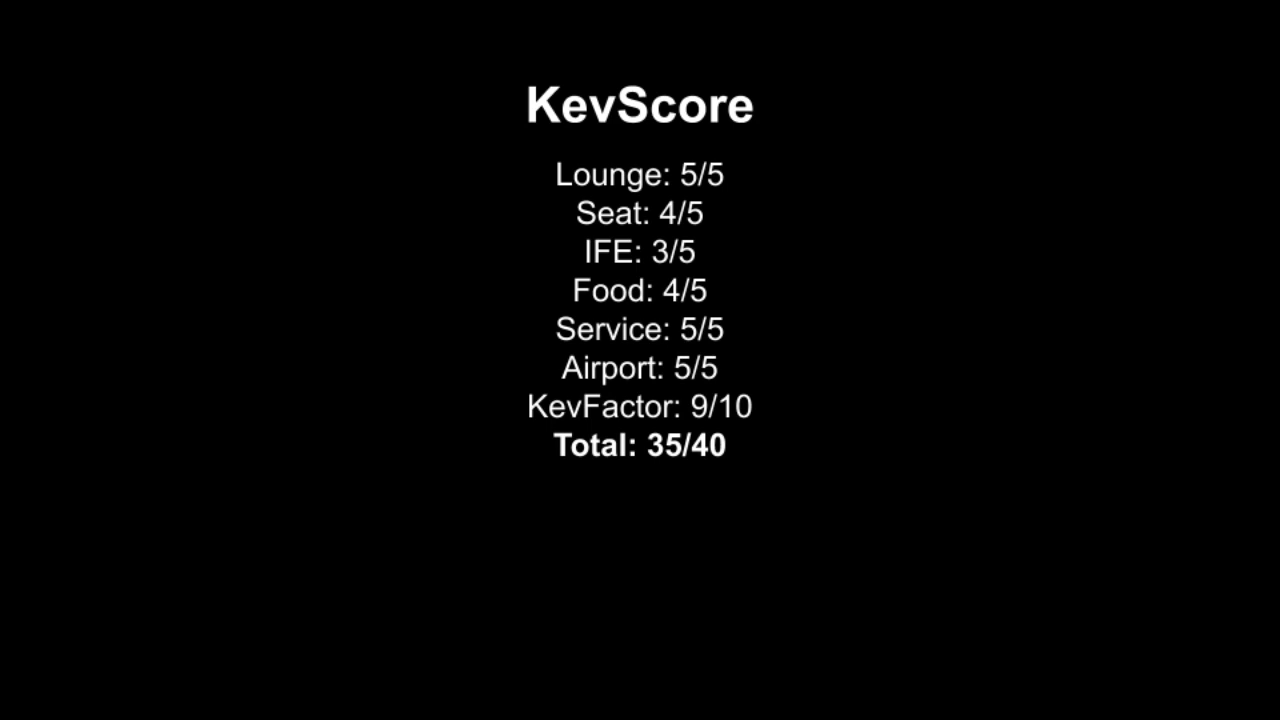 KevScore
Lounge: 5/5
Seat: 4/5
IFE: 3/5
Food: 4/5
Service: 5/5
Airport: 5/5
KevFactor: 9/10
Total: 35/40